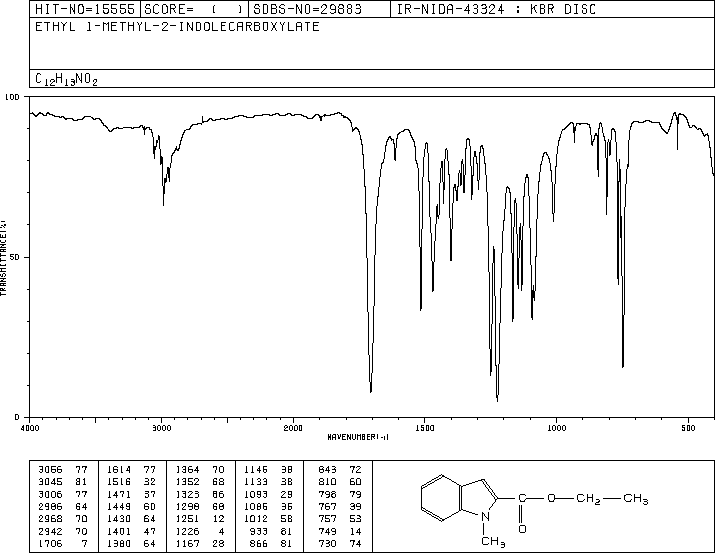 HIT-NO=15555 SCORE= ( ) SDBS-NO=29883 IR-NIDA-43324 : KBR DISC
ETHYL 1-METHYL-2-INDOLECARBOXYLATE
C12H13NO2
100
50
0
TRANSMITTANCE(%)
4000 3000 2000 1500 1000 500
WAVENUMBER(-1)
3056 77 1614 77 1364 70 1145 38 843 72
3045 81 1516 32 1352 68 1133 38 810 60
3006 77 1471 37 1323 66 1093 29 798 79
2986 64 1449 60 1298 68 1086 36 767 39
2968 70 1430 64 1251 12 1012 58 757 53
2942 70 1401 47 1226 4 933 81 749 14
1706 7 1380 64 1167 28 866 81 730 74
N
CH3
C
O
O
CH2
CH3